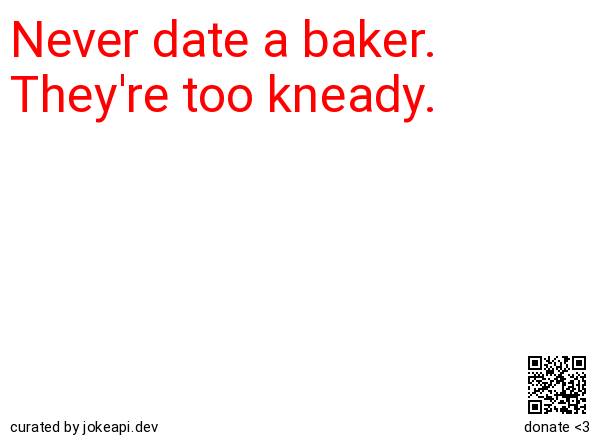 Never date a baker.
They're too kneady.
curated by jokeapi.dev
donate <3